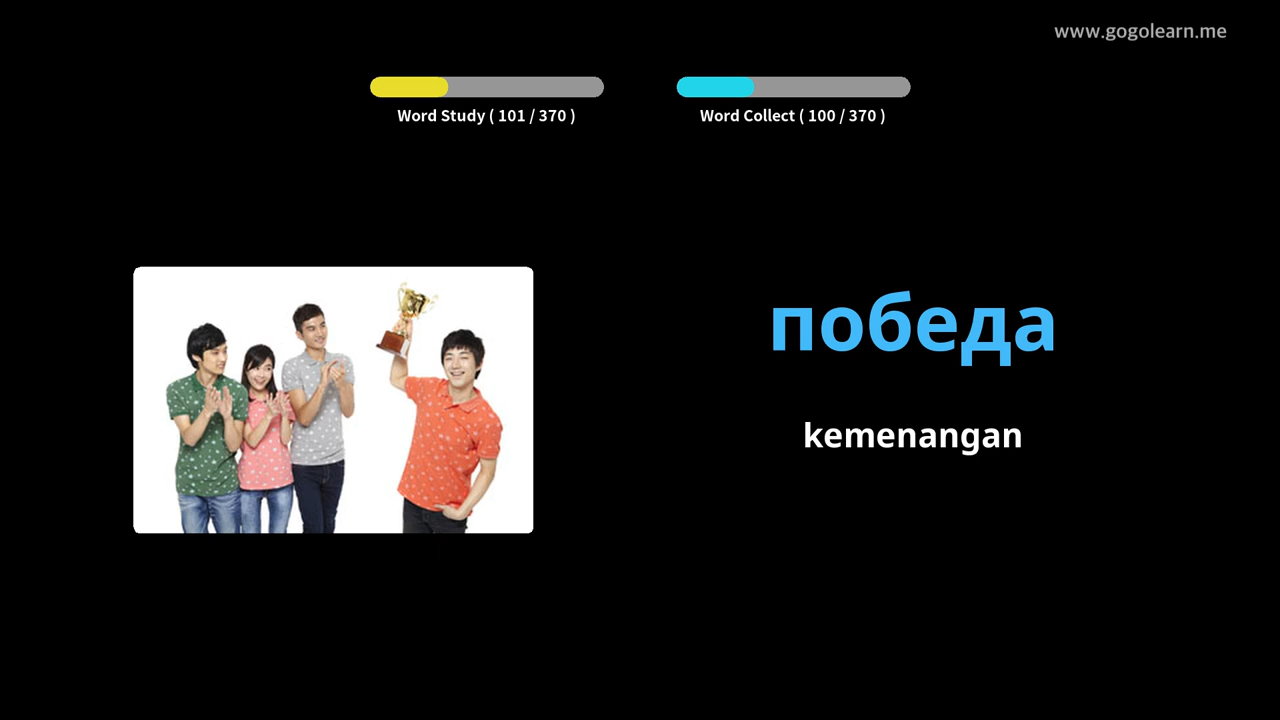 www.gogolearn.me
Word Study ( 101 / 370 )
Word Collect ( 100 / 370 )
победа
kemenangan